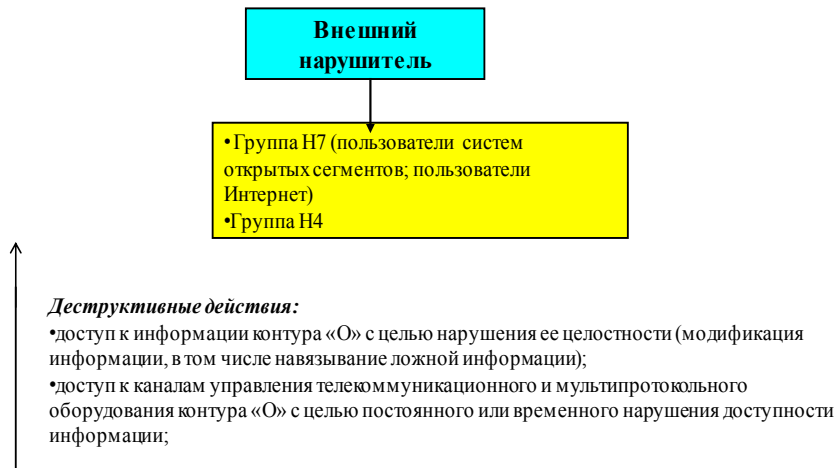 Внешний
нарушитель
•Группа Н7 (пользователи систем
открытых сегментов; пользователи
Интернет)
•Группа Н4
Деструктивные действия:
•доступ к информации контура «О» с целью нарушения ее целостности (модификация
информации, в том числе навязывание ложной информации);
•доступ к каналам управления телекоммуникационного и мультипротокольного
оборудования контура «О» с целью постоянного или временного нарушения доступности
информации;